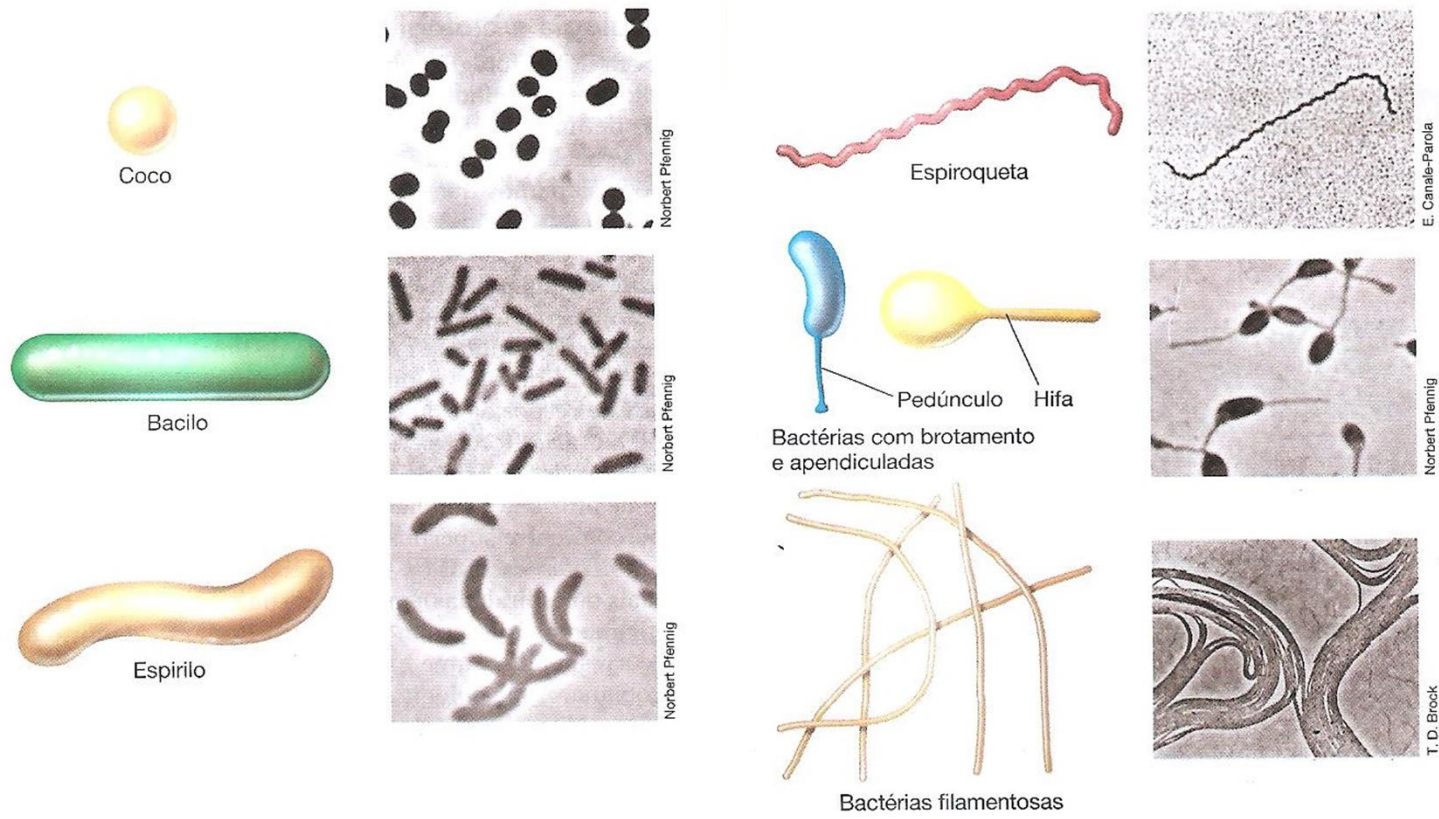 Coco
Norbert Pfennig
Bacilo
Norbert Pfennig
Espirilo
Norbert Pfennig
Espiroqueta
E. Canale-Parola
Pedúnculo
Hifa
Bactérias com brotamento
e apendiculadas
Norbert Pfennig
Bactérias filamentosas
T. D. Brock